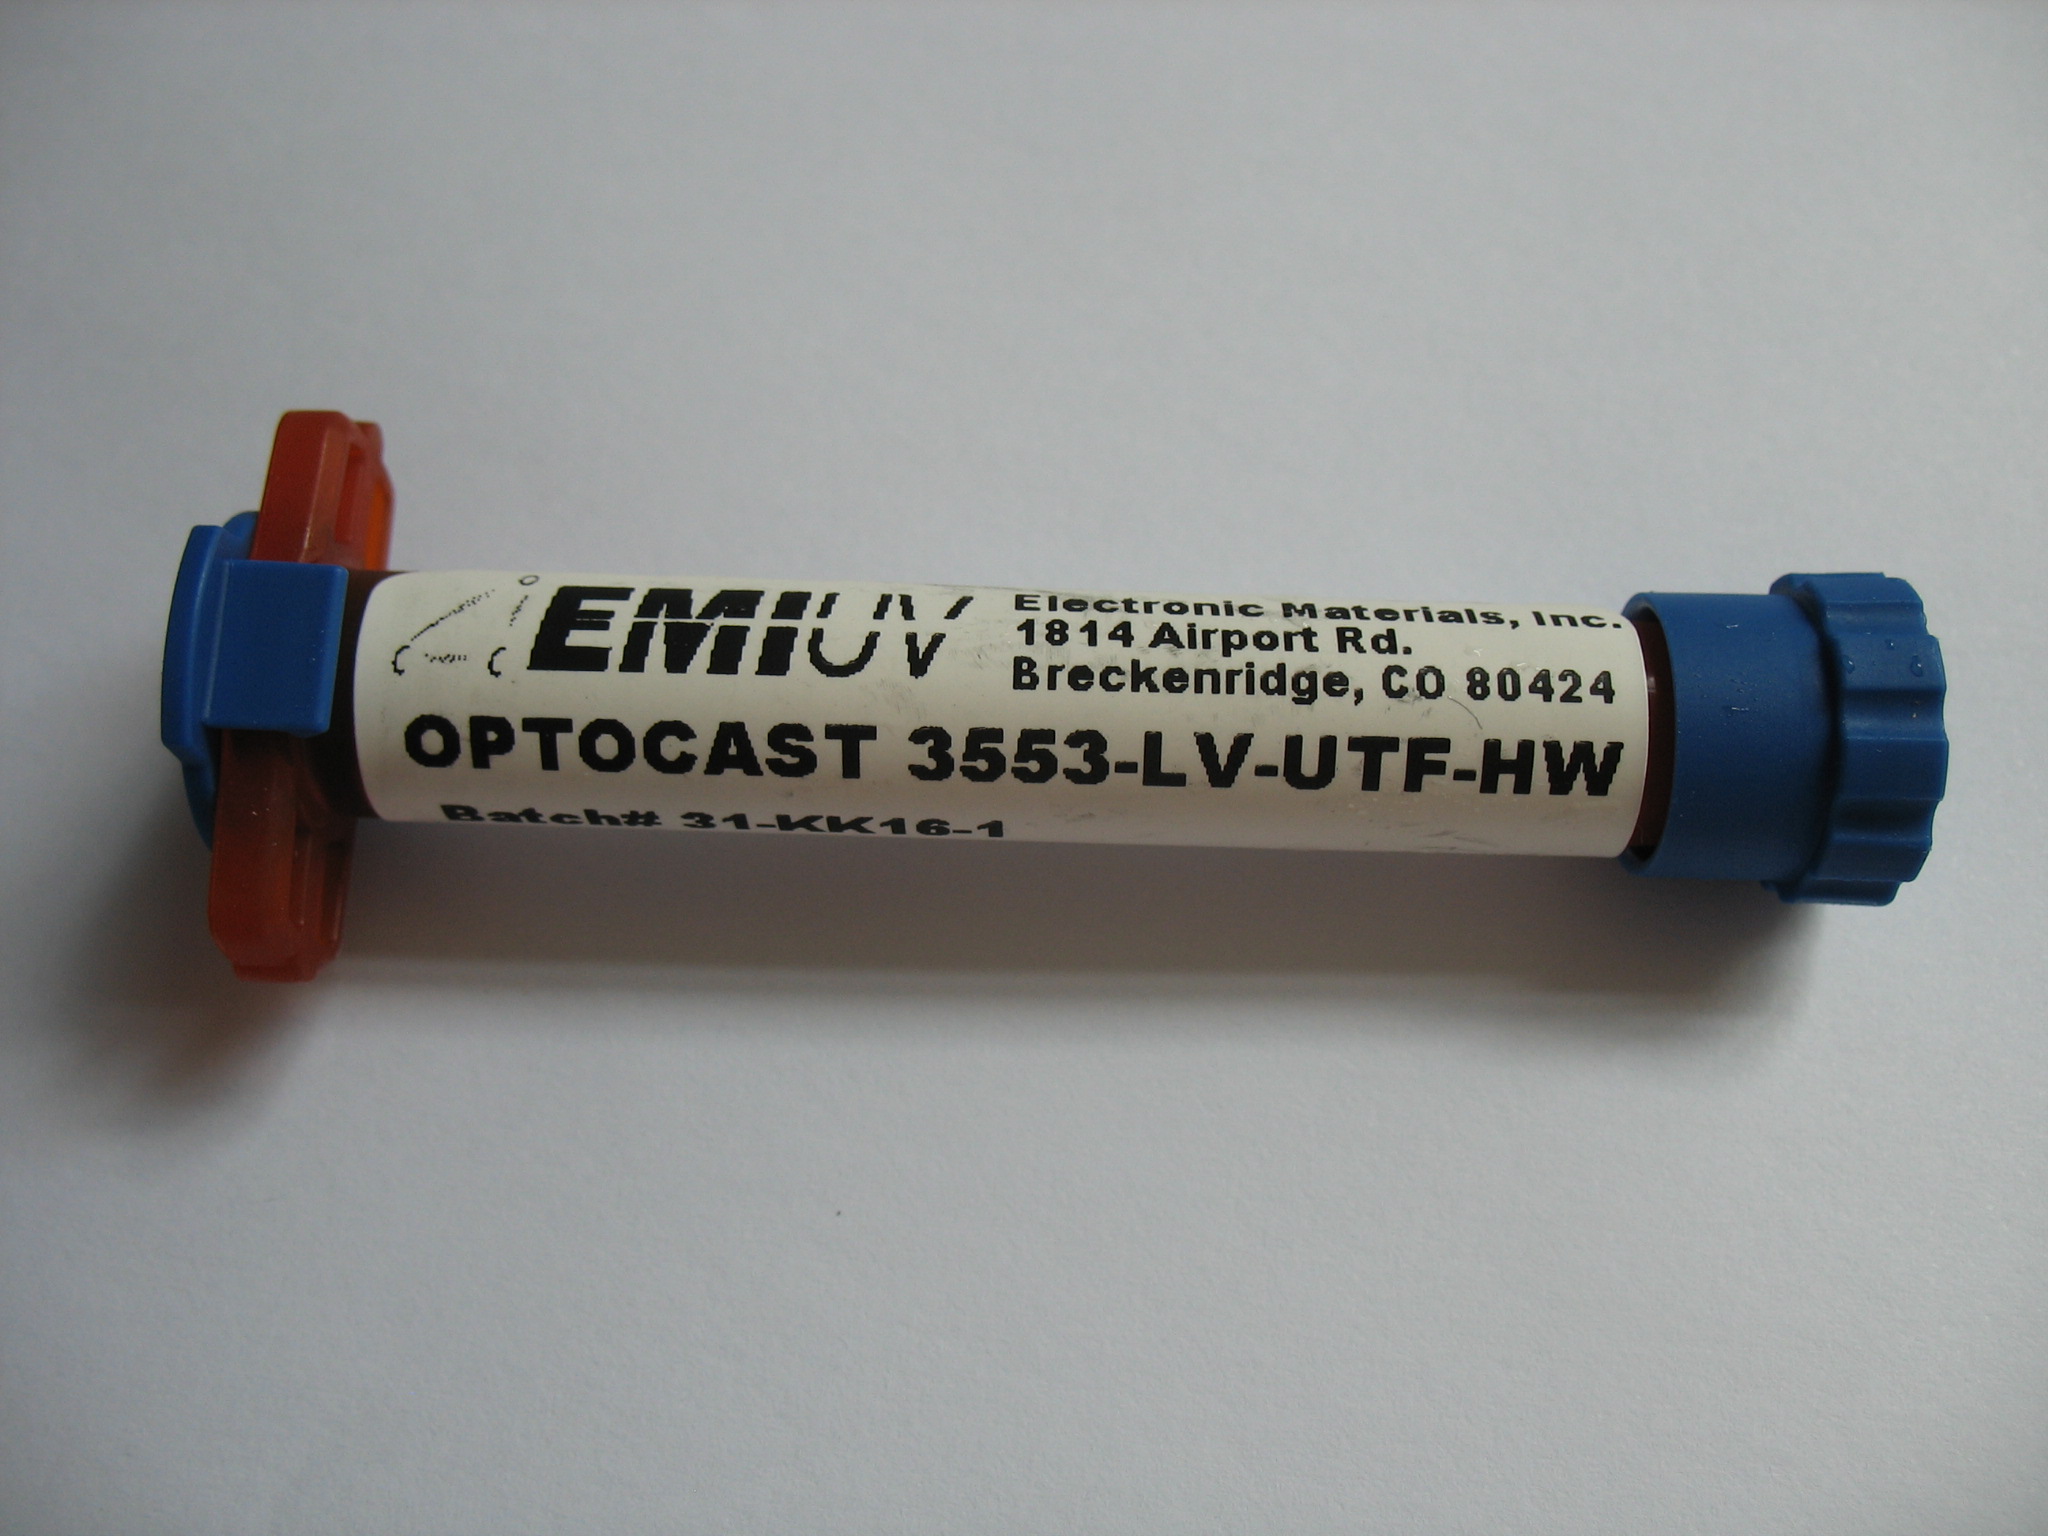 EMIUV
Electronic Materials, Inc.
1814 Airport Rd.
Breckenridge, CO 80424
OPTOCAST 3553-LV-UTF-HW
Batch# 31-KK16-1